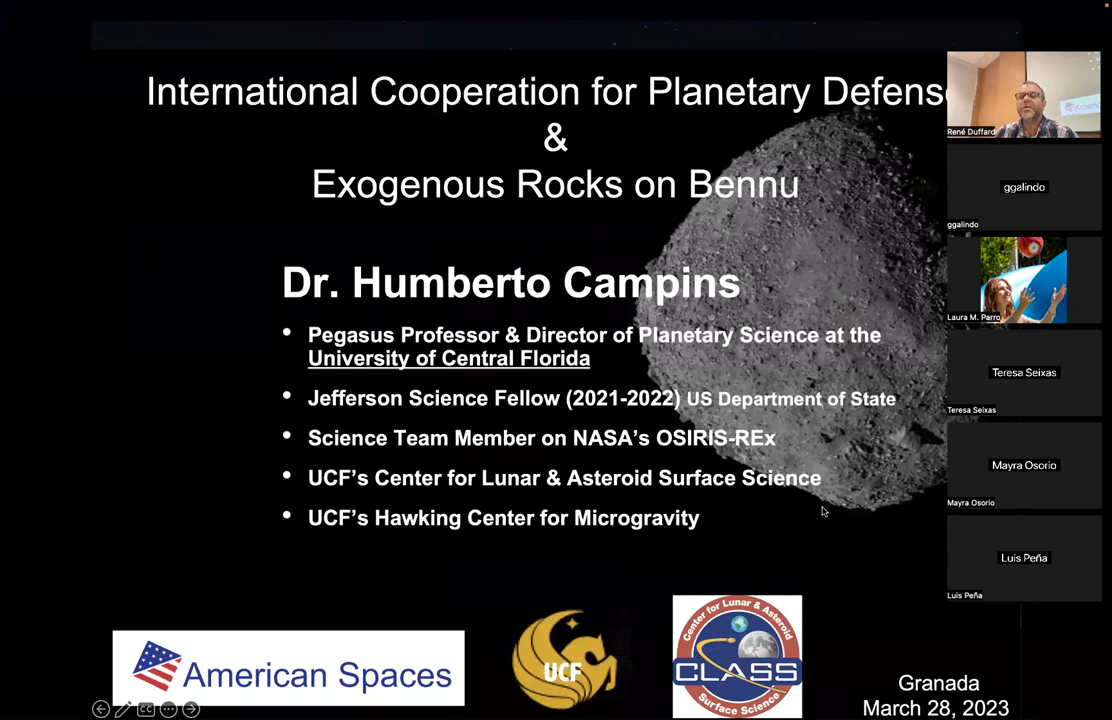 International Cooperation for Planetary Defense
&
Exogenous Rocks on Bennu
Dr. Humberto Campins
• Pegasus Professor & Director of Planetary Science at the
University of Central Florida
• Jefferson Science Fellow (2021-2022) US Department of State
• Science Team Member on NASA's OSIRIS-REx
• UCF's Center for Lunar & Asteroid Surface Science
• UCF's Hawking Center for Microgravity
American Spaces
UCF
Center for Lunar & Asteroid
CLASS
Surface Science
Granada
March 28, 2023
CC
René Duffard
ggalindo
ggalindo
Laura M. Parro
Teresa Seixas
Teresa Seixas
Mayra Osorio
Mayra Osorio
Luis Peña
Luis Peña